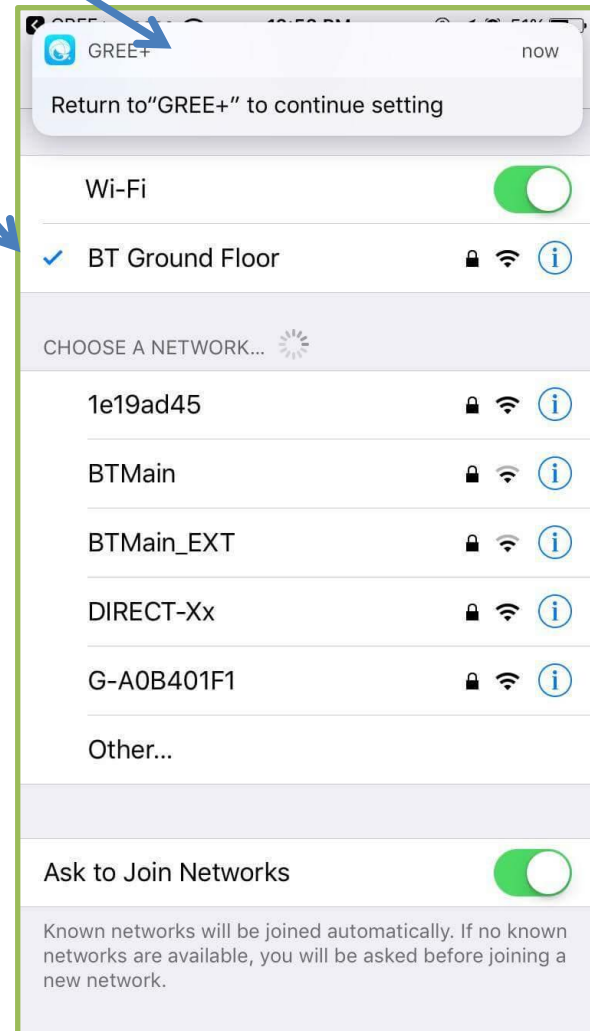 GREE+
now
Return to“GREE+” to continue setting
Wi-Fi
BT Ground Floor
CHOOSE A NETWORK...
1e19ad45
BTMain
BTMain_EXT
DIRECT-Xx
G-A0B401F1
Other...
Ask to Join Networks
Known networks will be joined automatically. If no known
networks are available, you will be asked before joining a
new network.